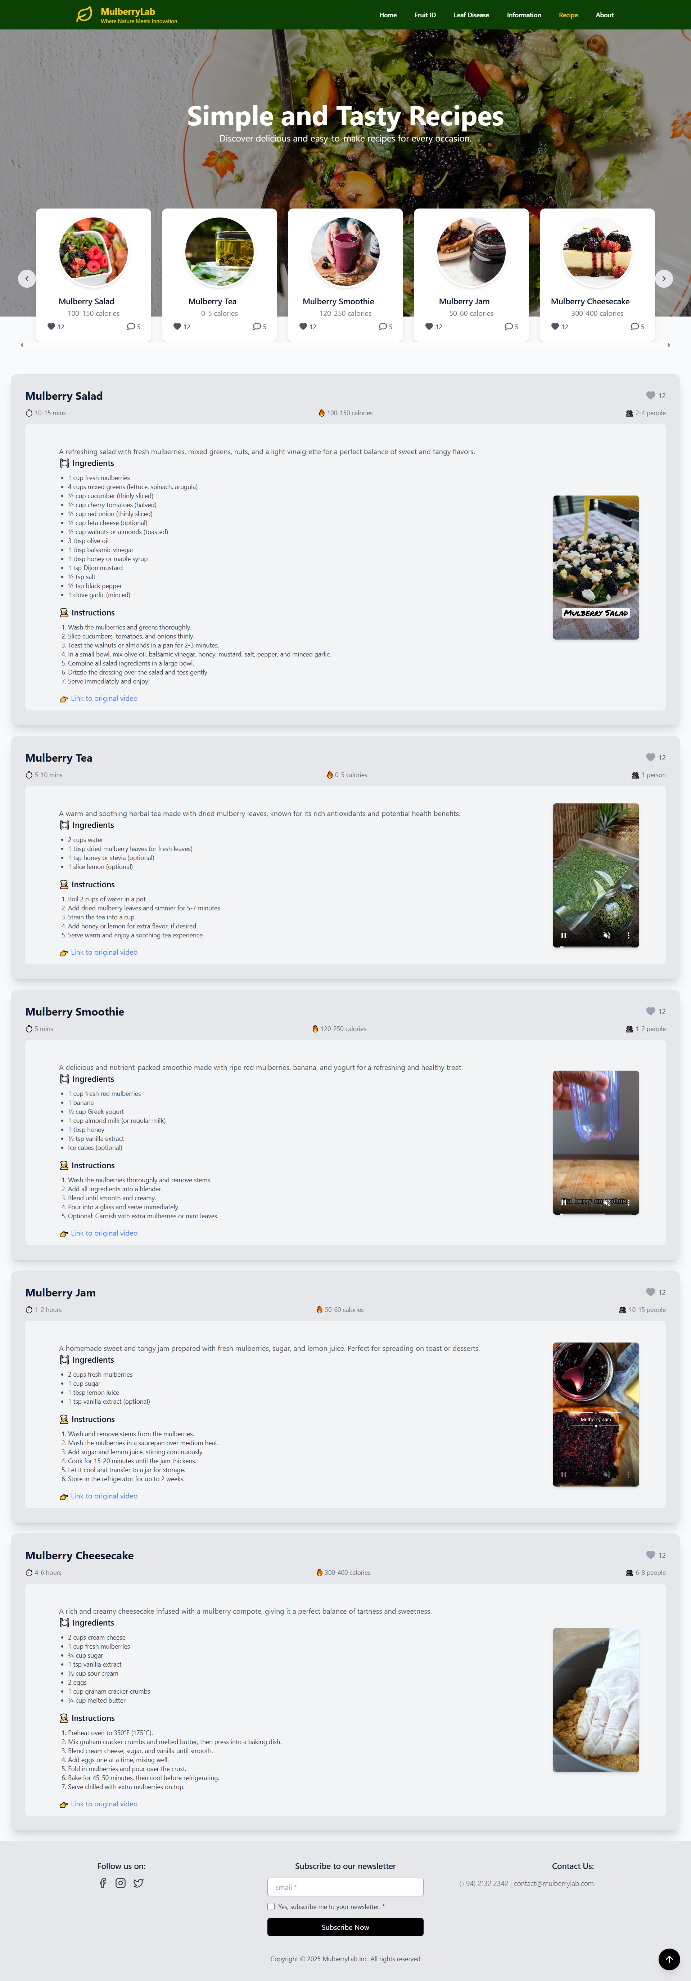 MulberryLab
Where Nature Meets Innovation
Home Fruit ID Leaf Disease Information Recipe About
Simple and Tasty Recipes
Discover delicious and easy-to-make recipes for every occasion.
Mulberry Salad
100-150 calories
12 5
Mulberry Tea
0-5 calories
12 5
Mulberry Smoothie
120-250 calories
12 5
Mulberry Jam
50-60 calories
12 5
Mulberry Cheesecake
300-400 calories
12 5
Mulberry Salad 12
10-15 mins 100-150 calories 2-4 people
A refreshing salad with fresh mulberries, mixed greens, nuts, and a light vinaigrette for a perfect balance of sweet and tangy flavors.
Ingredients
1 cup fresh mulberries
4 cups mixed greens (lettuce, spinach, arugula)
cup cucumber (thinly sliced)
cup cherry tomatoes (halved)
cup red onion (thinly sliced)
cup feta cheese (optional)
cup walnuts or almonds (toasted)
3 tbsp olive oil
1 tbsp balsamic vinegar
1 tbsp honey or maple syrup
1 tsp Dijon mustard
tsp salt
tsp black pepper
1 clove garlic (minced)
Mulberry Salad
Instructions
1. Wash the mulberries and greens thoroughly.
2. Slice cucumbers, tomatoes, and onions thinly.
3. Toast the walnuts or almonds in a pan for 2-3 minutes.
4. In a small bowl, mix olive oil, balsamic vinegar, honey, mustard, salt, pepper, and minced garlic.
5. Combine all salad ingredients in a large bowl.
6. Drizzle the dressing over the salad and toss gently.
7. Serve immediately and enjoy!
Link to original video
Mulberry Tea 12
5-10 mins 0-5 calories 1 person
A warm and soothing herbal tea made with dried mulberry leaves, known for its rich antioxidants and potential health benefits.
Ingredients
2 cups water
1 tbsp dried mulberry leaves (or fresh leaves)
1 tsp honey or stevia (optional)
1 slice lemon (optional)
Instructions
1. Boil 2 cups of water in a pot.
2. Add dried mulberry leaves and simmer for 5-7 minutes.
3. Strain the tea into a cup.
4. Add honey or lemon for extra flavor, if desired.
5. Serve warm and enjoy a soothing tea experience.
Link to original video
Mulberry Smoothie 12
5 mins 120-250 calories 1-2 people
A delicious and nutrient-packed smoothie made with ripe red mulberries, banana, and yogurt for a refreshing and healthy treat.
Ingredients
1 cup fresh red mulberries
1 banana
½ cup Greek yogurt
1 cup almond milk (or regular milk)
1 tbsp honey
½ tsp vanilla extract
Ice cubes (optional)
Instructions
1. Wash the mulberries thoroughly and remove stems.
2. Add all ingredients into a blender.
3. Blend until smooth and creamy.
4. Pour into a glass and serve immediately.
5. Optional: Garnish with extra mulberries or mint leaves.
Link to original video
Mulberry Jam 12
1-2 hours 50-60 calories 10-15 people
A homemade sweet and tangy jam prepared with fresh mulberries, sugar, and lemon juice. Perfect for spreading on toast or desserts.
Ingredients
2 cups fresh mulberries
1 cup sugar
1 tbsp lemon juice
1 tsp vanilla extract (optional)
Mulberry Jam
Instructions
1. Wash and remove stems from the mulberries.
2. Mash the mulberries in a saucepan over medium heat.
3. Add sugar and lemon juice, stirring continuously.
4. Cook for 15-20 minutes until the jam thickens.
5. Let it cool and transfer to a jar for storage.
6. Store in the refrigerator for up to 2 weeks.
Link to original video
Mulberry Cheesecake 12
4-6 hours 300-400 calories 6-8 people
A rich and creamy cheesecake infused with a mulberry compote, giving it a perfect balance of tartness and sweetness.
Ingredients
2 cups cream cheese
1 cup fresh mulberries
¾ cup sugar
1 tsp vanilla extract
½ cup sour cream
2 eggs
1 cup graham cracker crumbs
¼ cup melted butter
Instructions
1. Preheat oven to 350°F (175°C).
2. Mix graham cracker crumbs and melted butter, then press into a baking dish.
3. Blend cream cheese, sugar, and vanilla until smooth.
4. Add eggs one at a time, mixing well.
5. Fold in mulberries and pour over the crust.
6. Bake for 45-50 minutes, then cool before refrigerating.
7. Serve chilled with extra mulberries on top.
Link to original video
Follow us on: Subscribe to our newsletter Contact Us:
Email * (+94) 2132 2342 | contact@mulberrylab.com
Yes, subscribe me to your newsletter. *
Subscribe Now
Copyright © 2025 MulberryLab Inc. All rights reserved